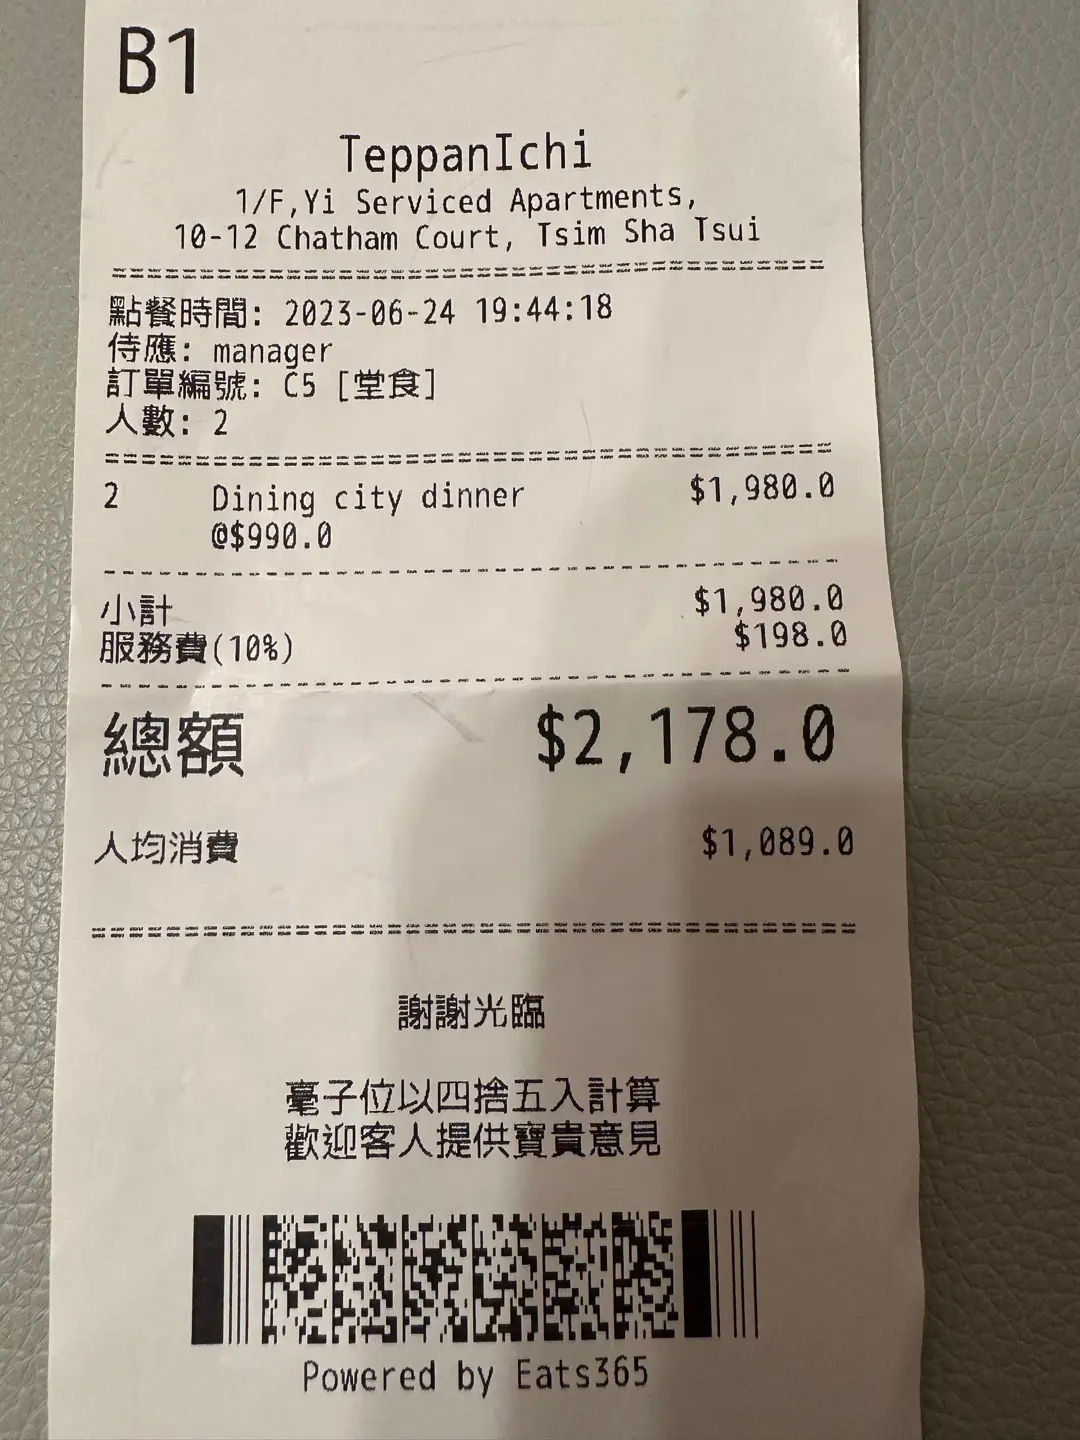 B1
TeppanIchi
1/F,Yi Serviced Apartments,
10-12 Chatham Court, Tsim Sha Tsui
點餐時間: 2023-06-24 19:44:18
侍應: manager
訂單編號: C5 [堂食]
人數: 2
2 Dining city dinner $1,980.0
@$990.0
小計 $1,980.0
服務費(10%) $198.0
總額 $2,178.0
人均消費 $1,089.0
謝謝光臨
毫子位以四捨五入計算
歡迎客人提供寶貴意見
Powered by Eats365